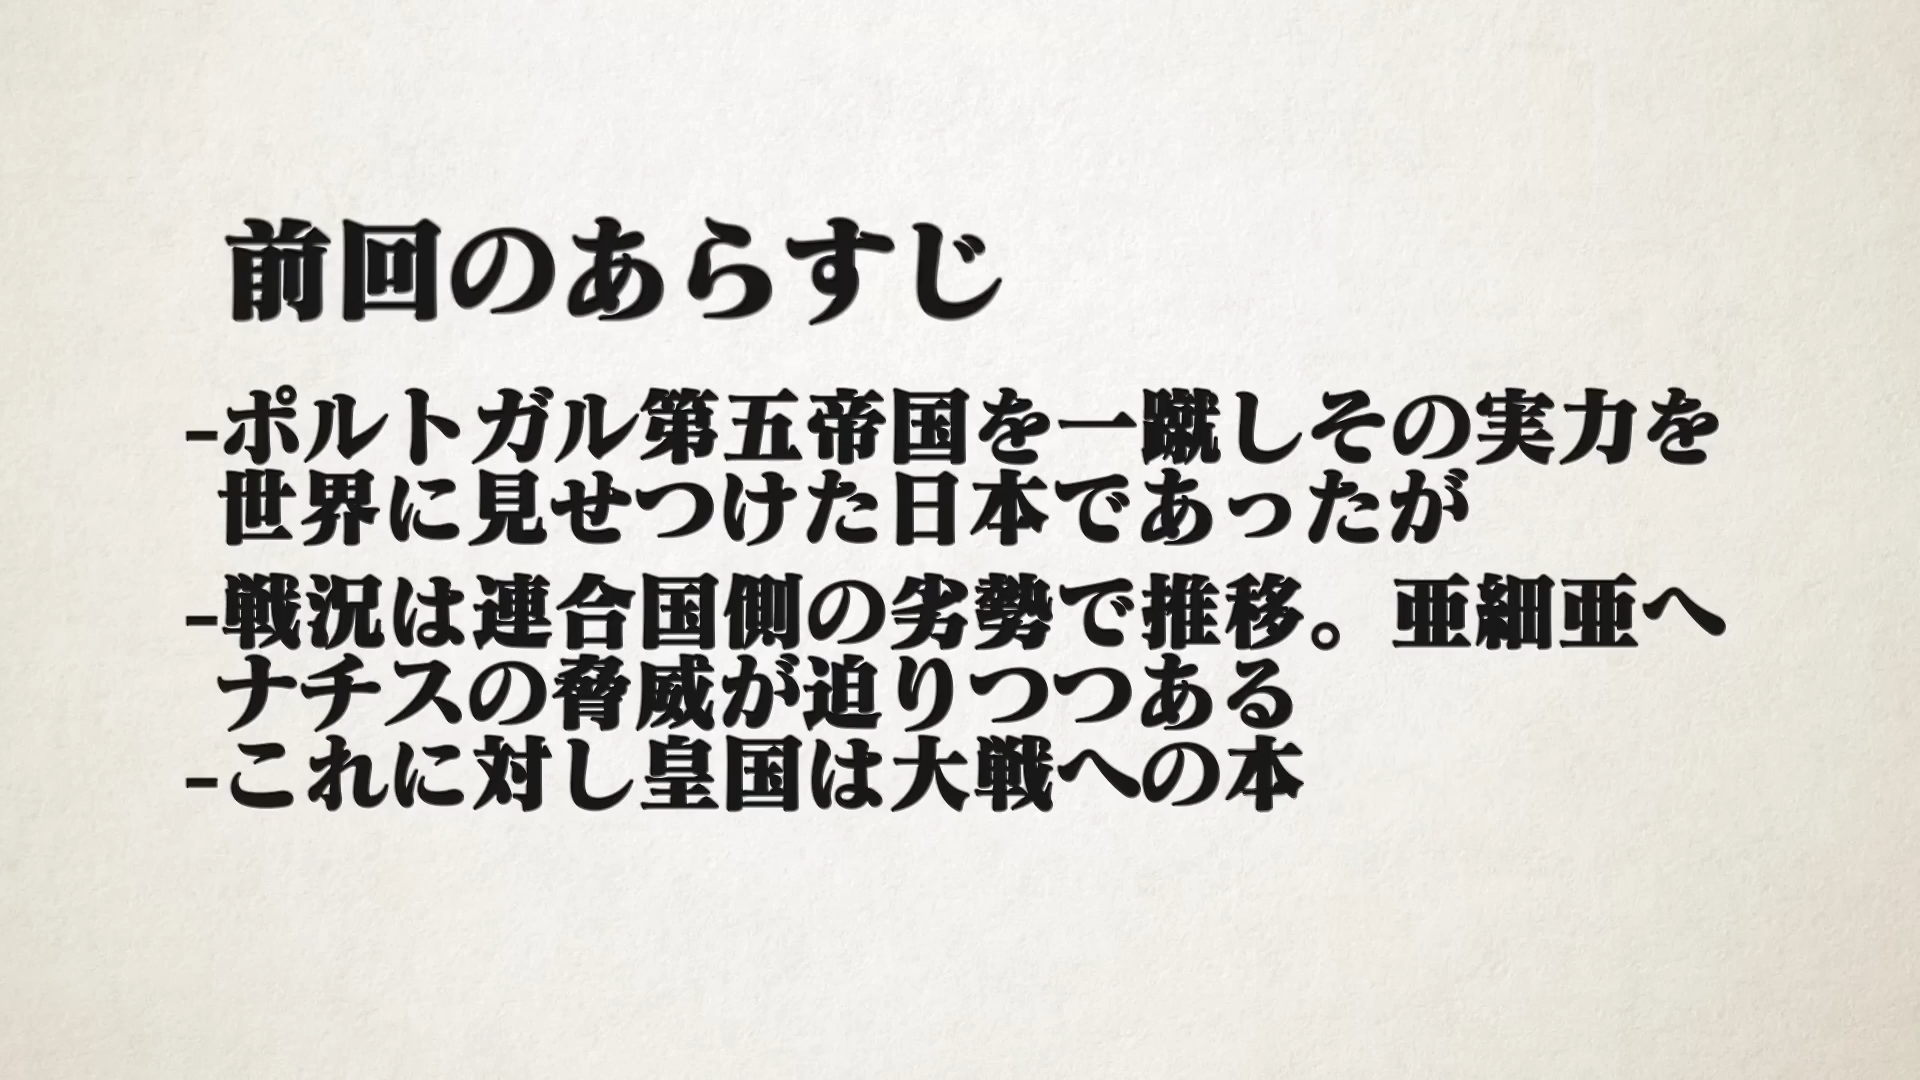 前回のあらすじ
-ポルトガル第五帝国を一蹴しその実力を
世界に見せつけた日本であったが
-戦況は連合国側の劣勢で推移。亜細亜へ
ナチスの脅威が迫りつつある
-これに対し皇国は大戦への本